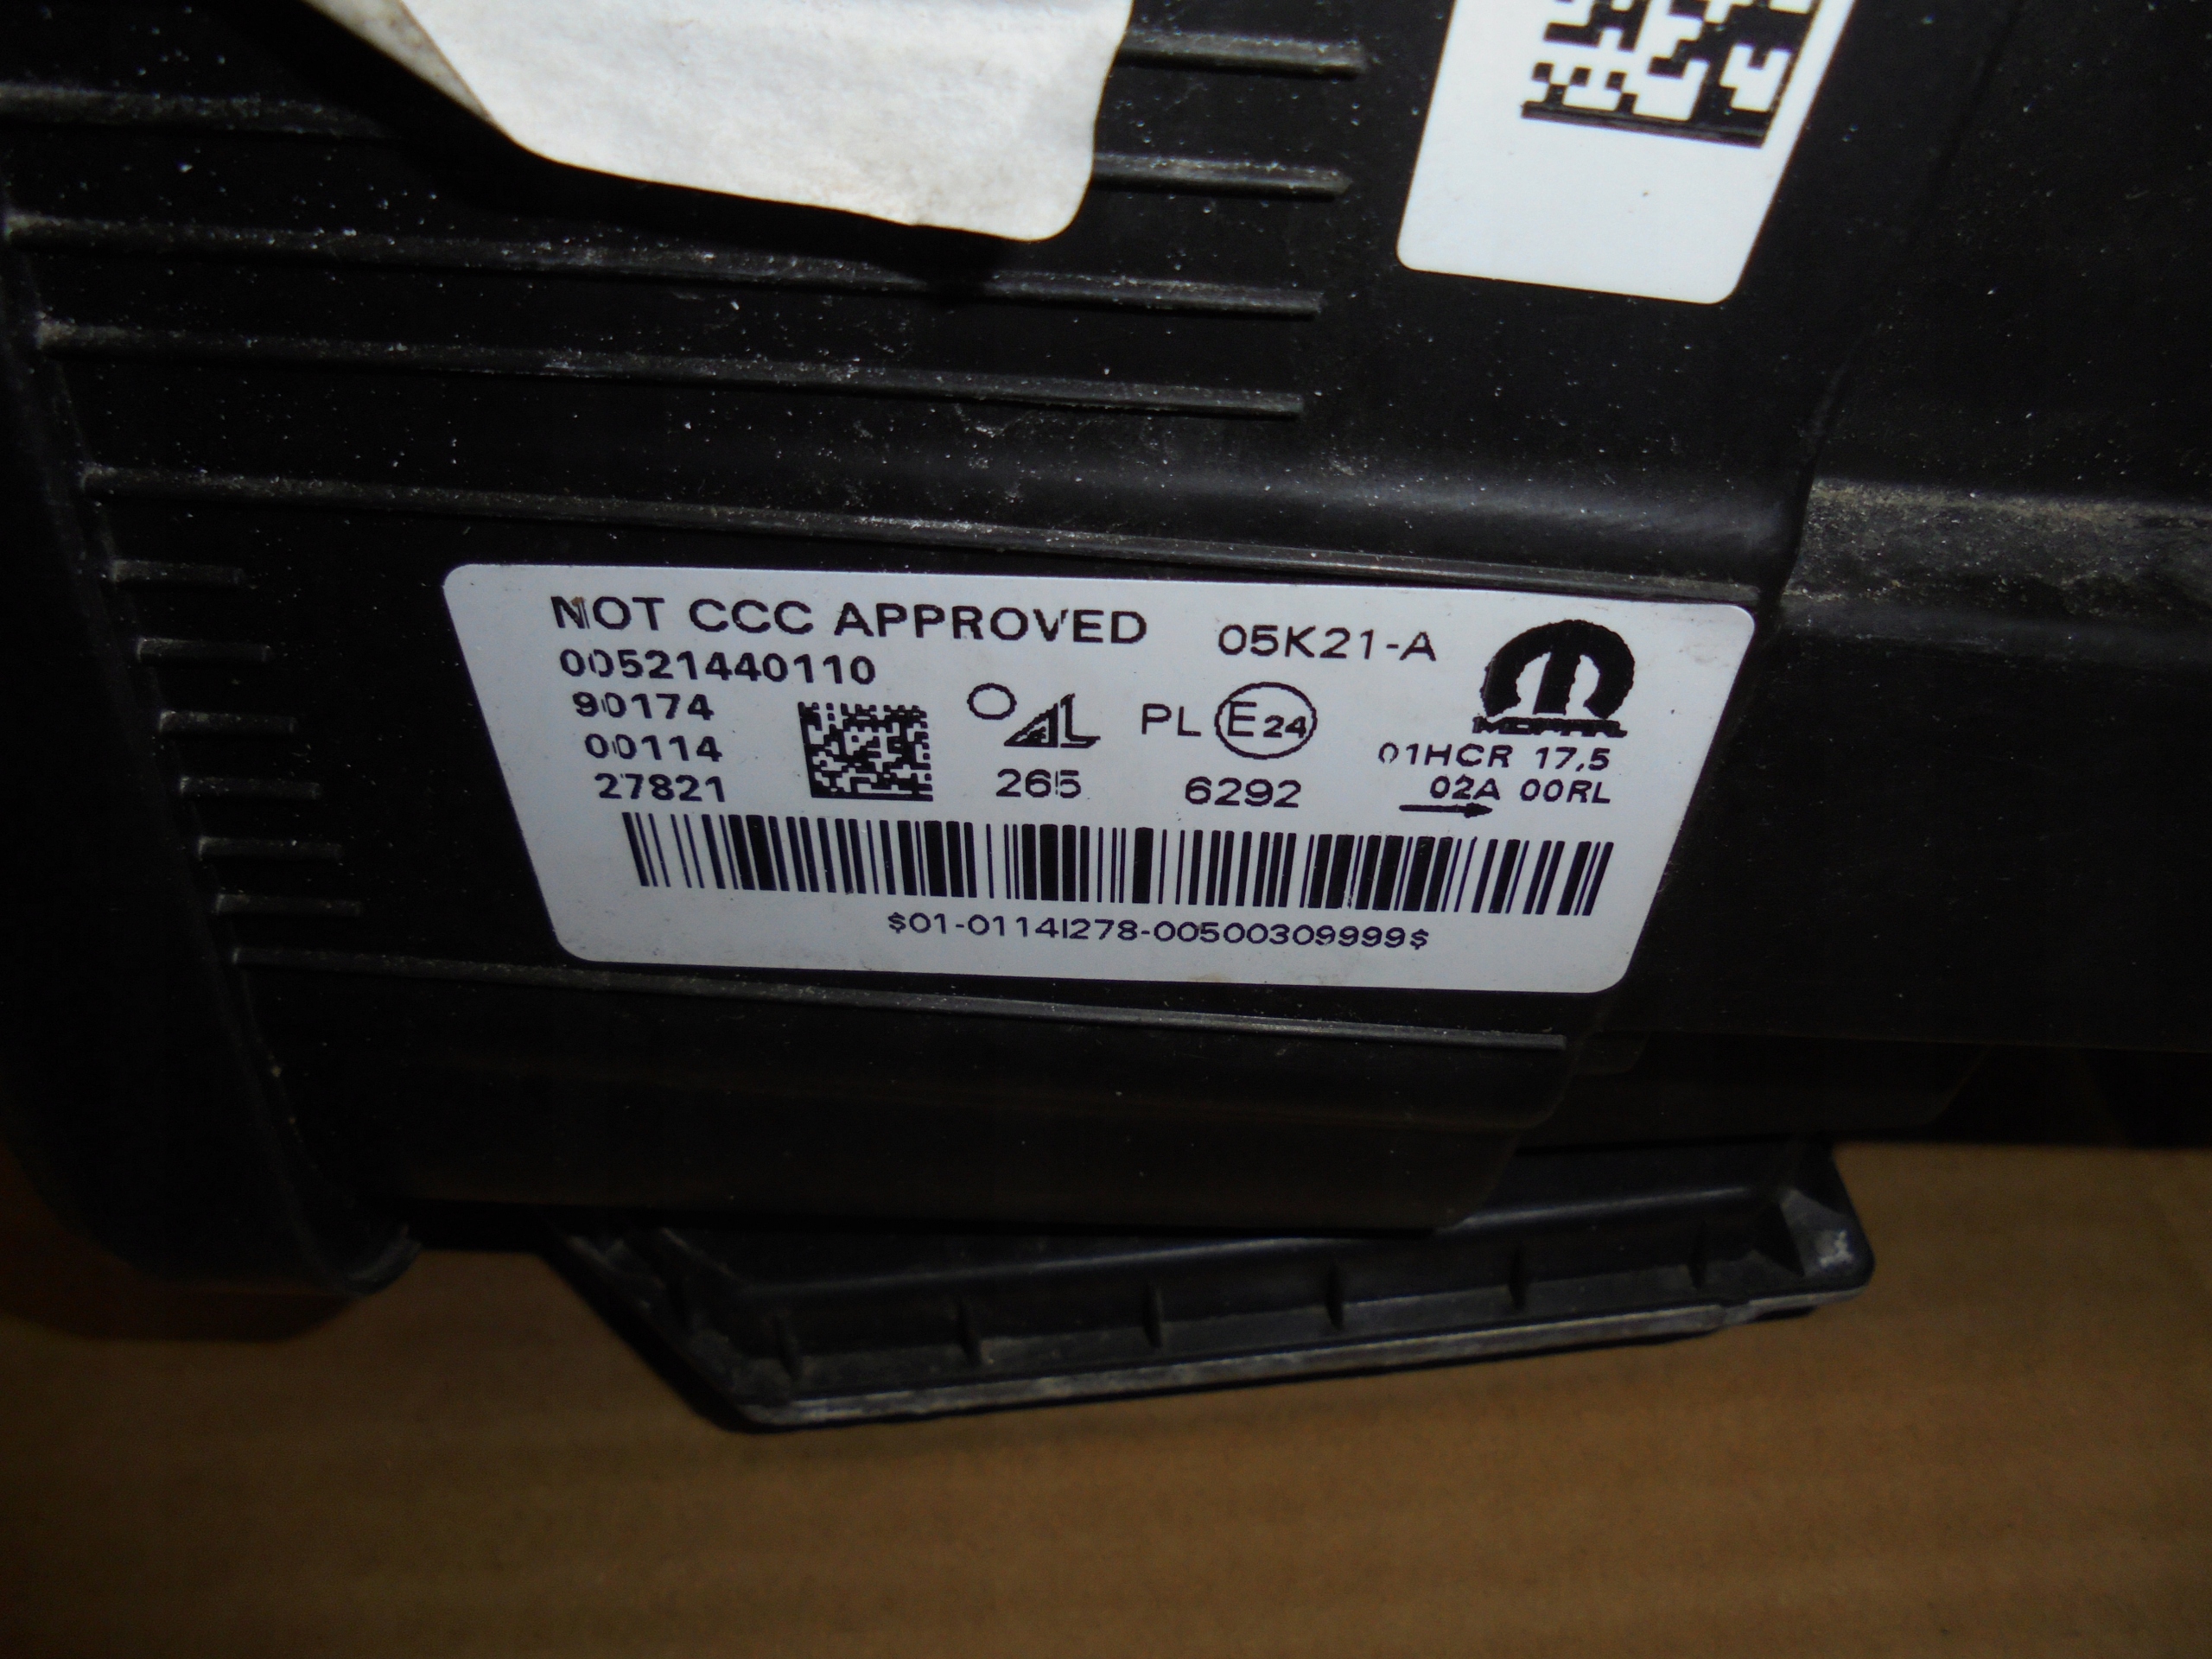 NOT CCC APPROVED 05K21-A
00521440110
90174
00114
27821
AL
265
PL E24
6292
MOPAR
01HCR 17,5
02A 00RL
$01-0114I278-00500309999$